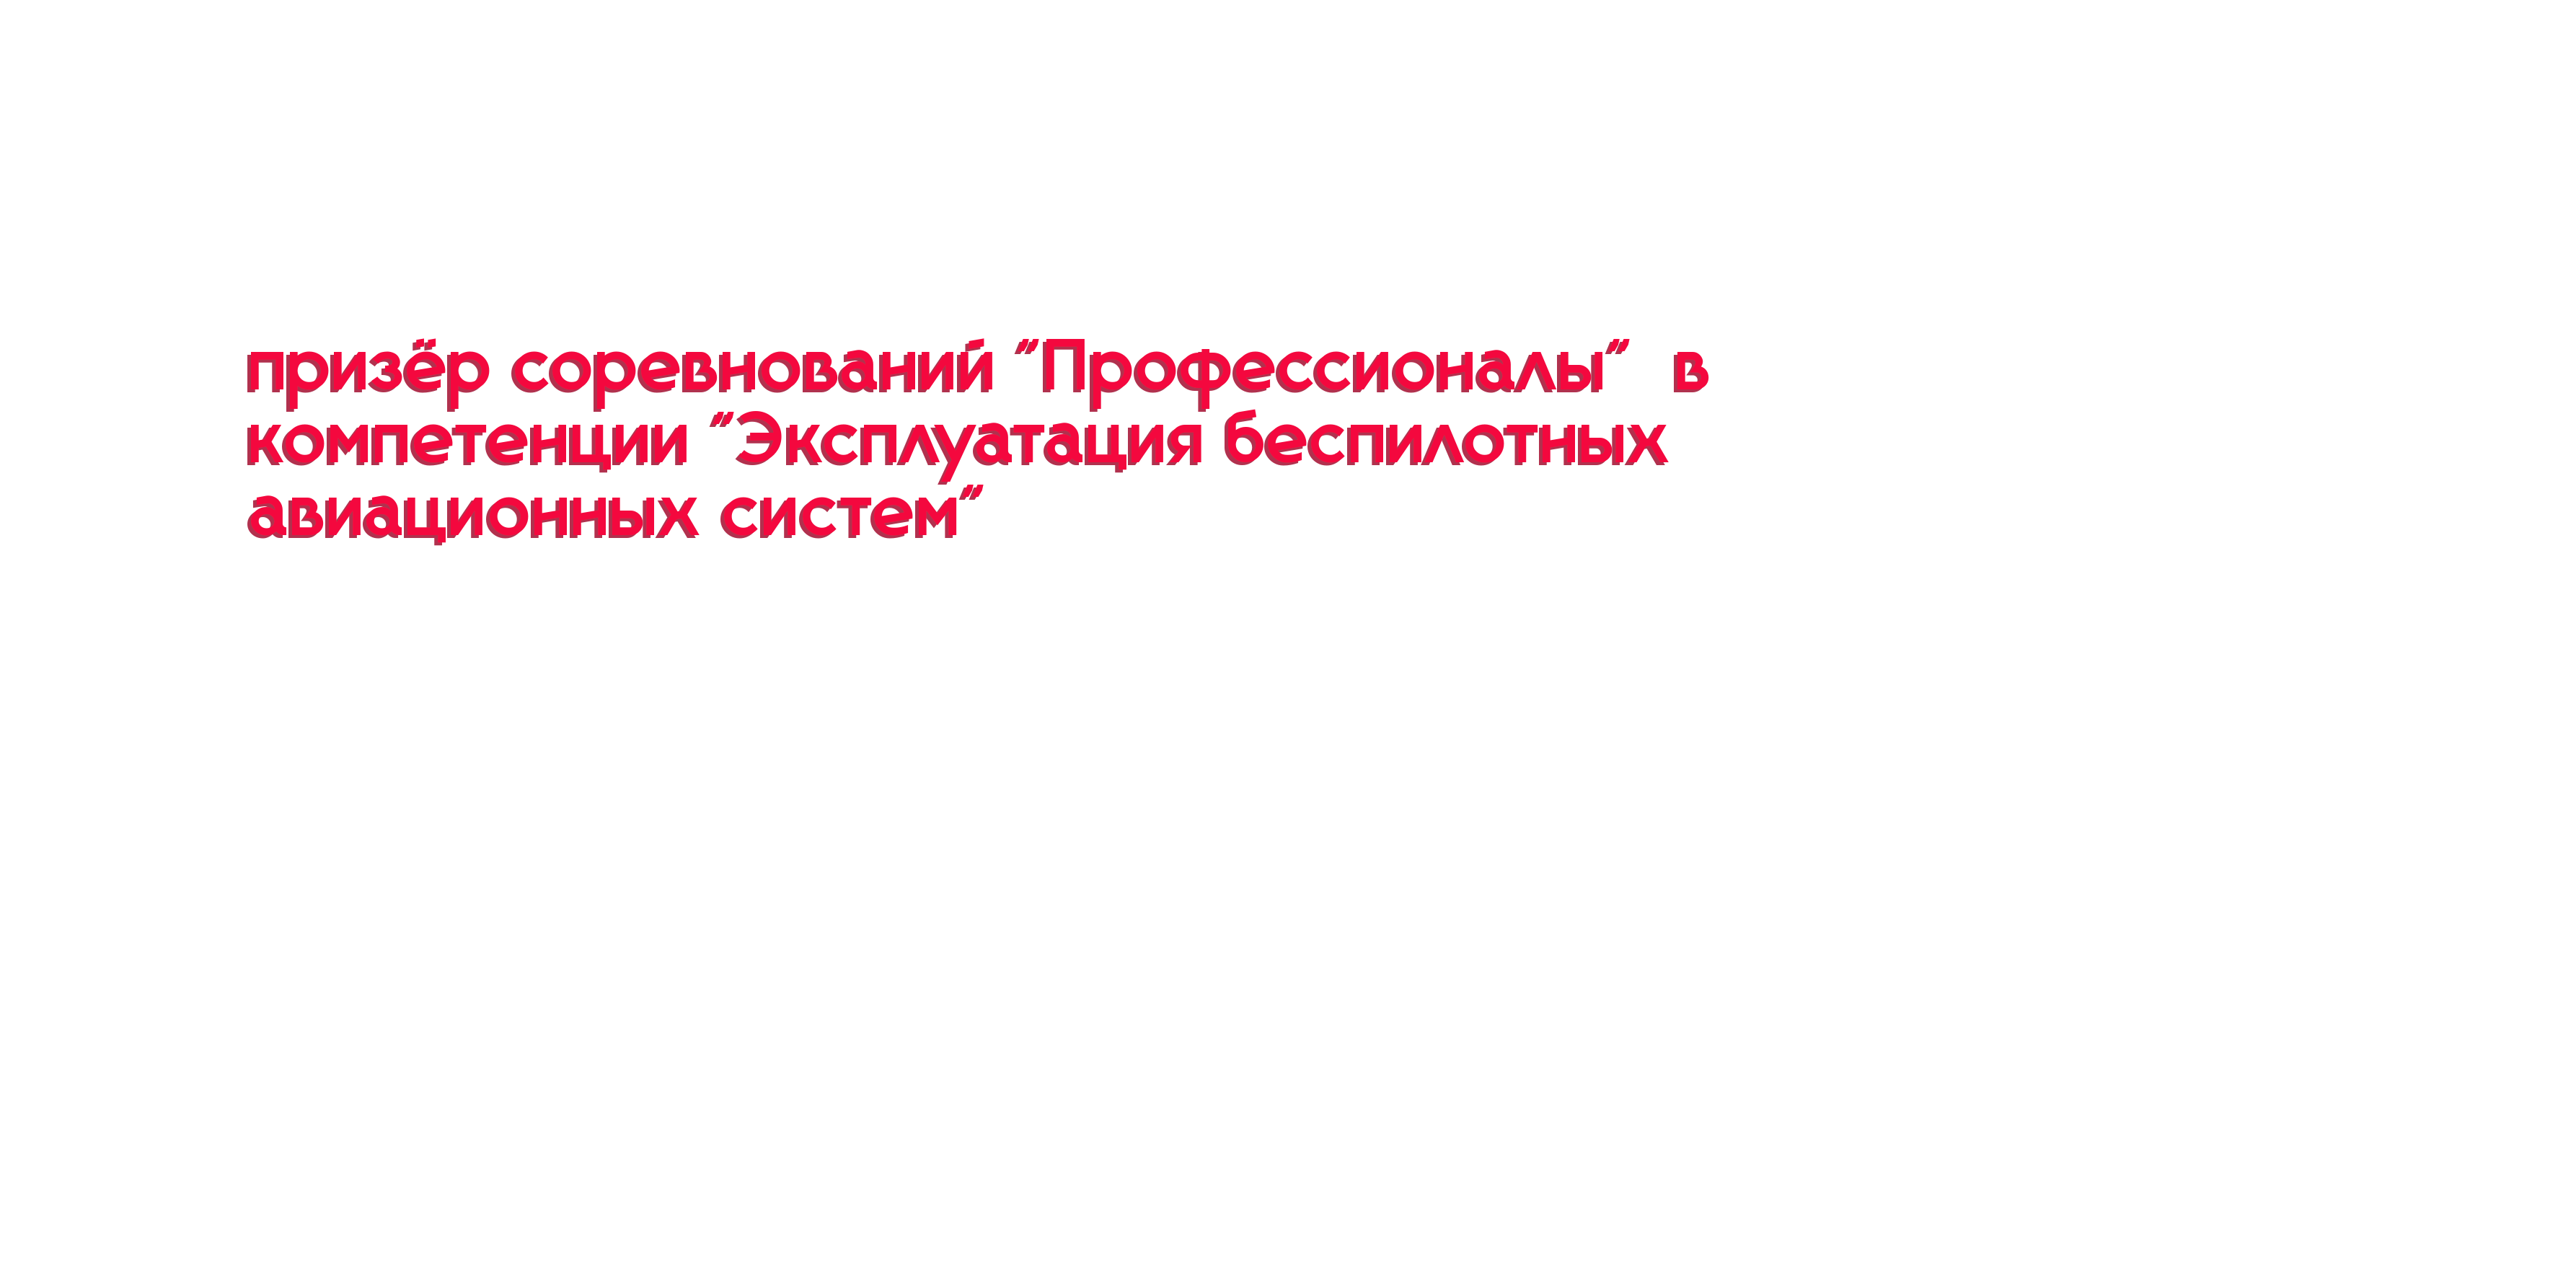 призёр соревнований "Профессионалы"  в
компетенции "Эксплуатация беспилотных
авиационных систем"